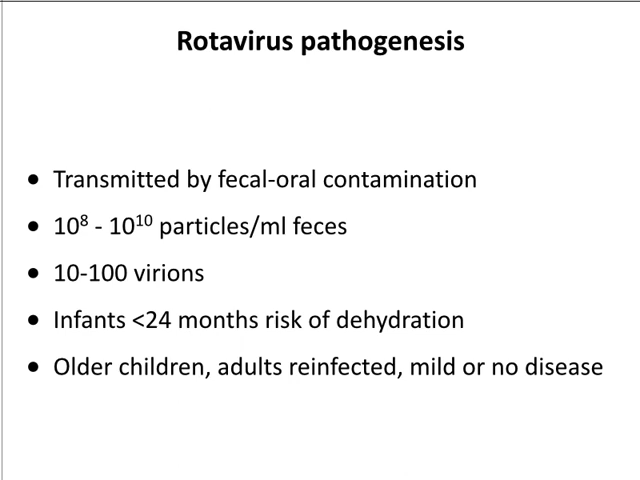 Rotavirus pathogenesis
• Transmitted by fecal-oral contamination
• 10⁸ - 10¹⁰ particles/ml feces
• 10-100 virions
• Infants <24 months risk of dehydration
• Older children, adults reinfected, mild or no disease